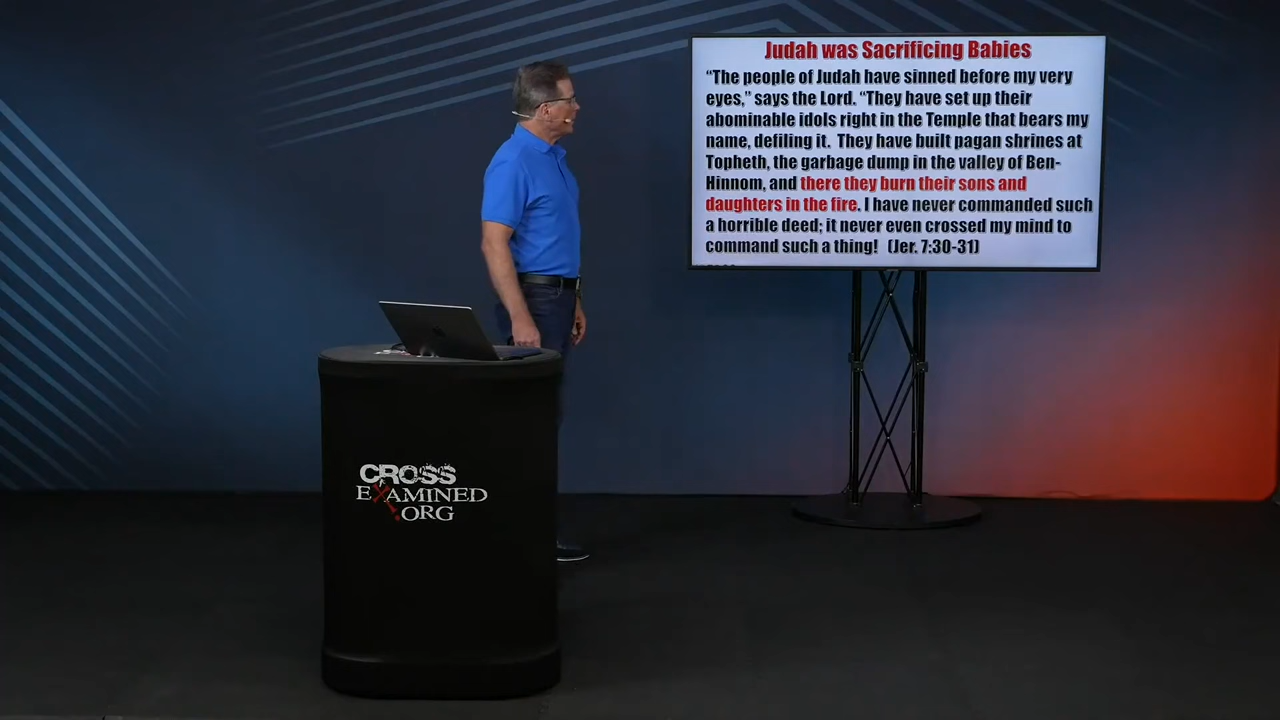 Judah was Sacrificing Babies
“The people of Judah have sinned before my very
eyes,” says the Lord. “They have set up their
abominable idols right in the Temple that bears my
name, defiling it.  They have built pagan shrines at
Topheth, the garbage dump in the valley of Ben-
Hinnom, and there they burn their sons and
daughters in the fire. I have never commanded such
a horrible deed; it never even crossed my mind to
command such a thing!  (Jer. 7:30-31)
CROSS
EXAMINED
.ORG